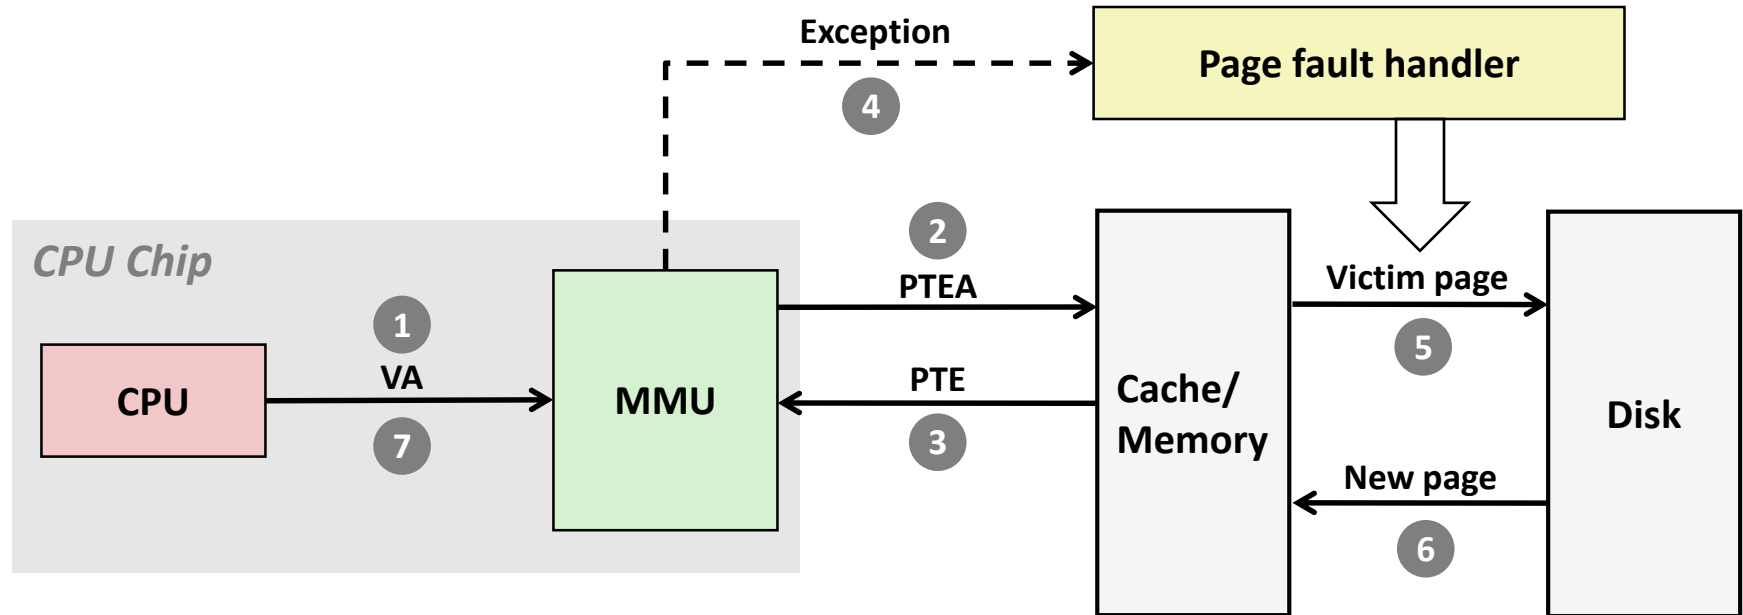 Exception
Page fault handler
4
CPU Chip
2
PTEA
Victim page
1
VA
5
CPU
MMU
PTE
Cache/
Memory
Disk
7
3
New page
6